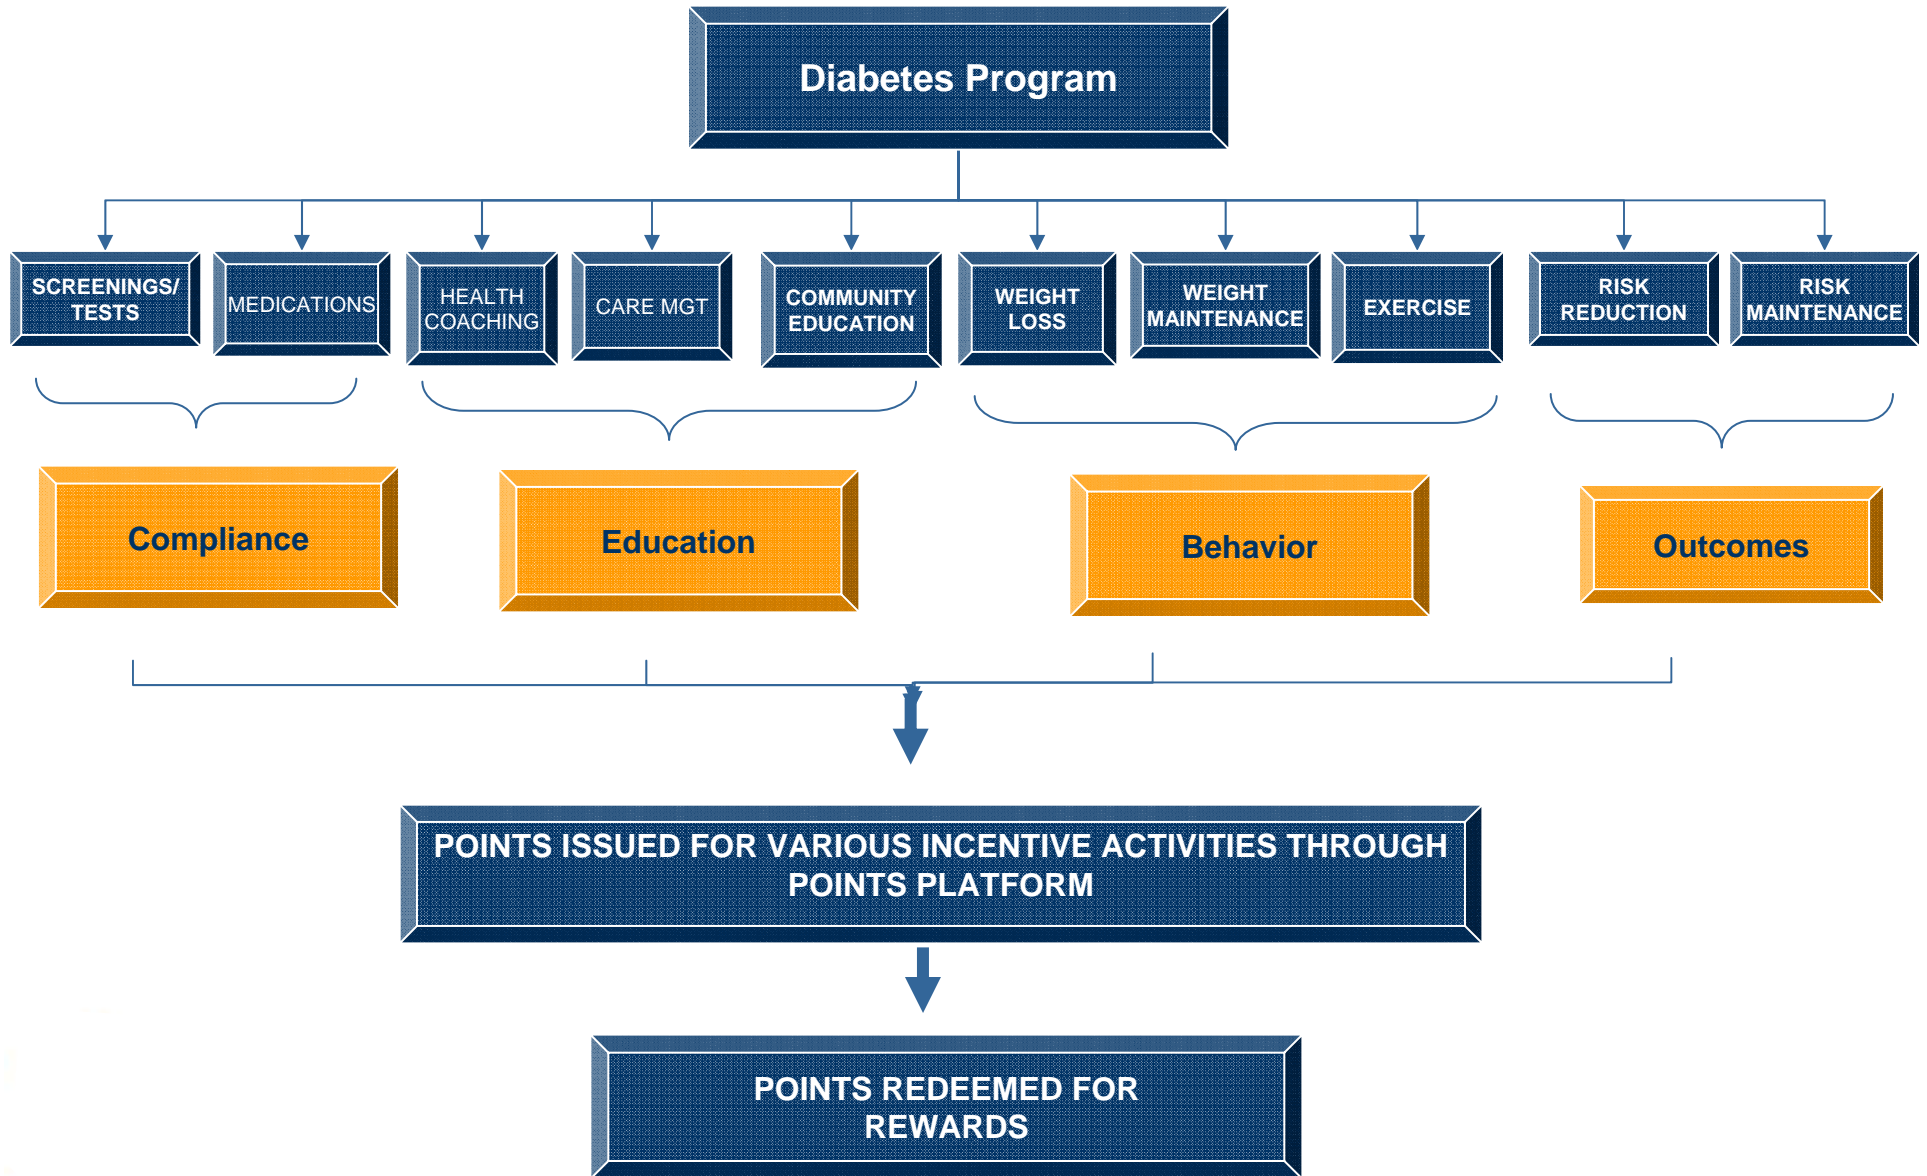 Diabetes Program
SCREENINGS/
TESTS
MEDICATIONS
HEALTH
COACHING
CARE MGT
COMMUNITY
EDUCATION
WEIGHT
LOSS
WEIGHT
MAINTENANCE
EXERCISE
RISK
REDUCTION
RISK
MAINTENANCE
Compliance
Education
Behavior
Outcomes
POINTS ISSUED FOR VARIOUS INCENTIVE ACTIVITIES THROUGH
POINTS PLATFORM
POINTS REDEEMED FOR
REWARDS